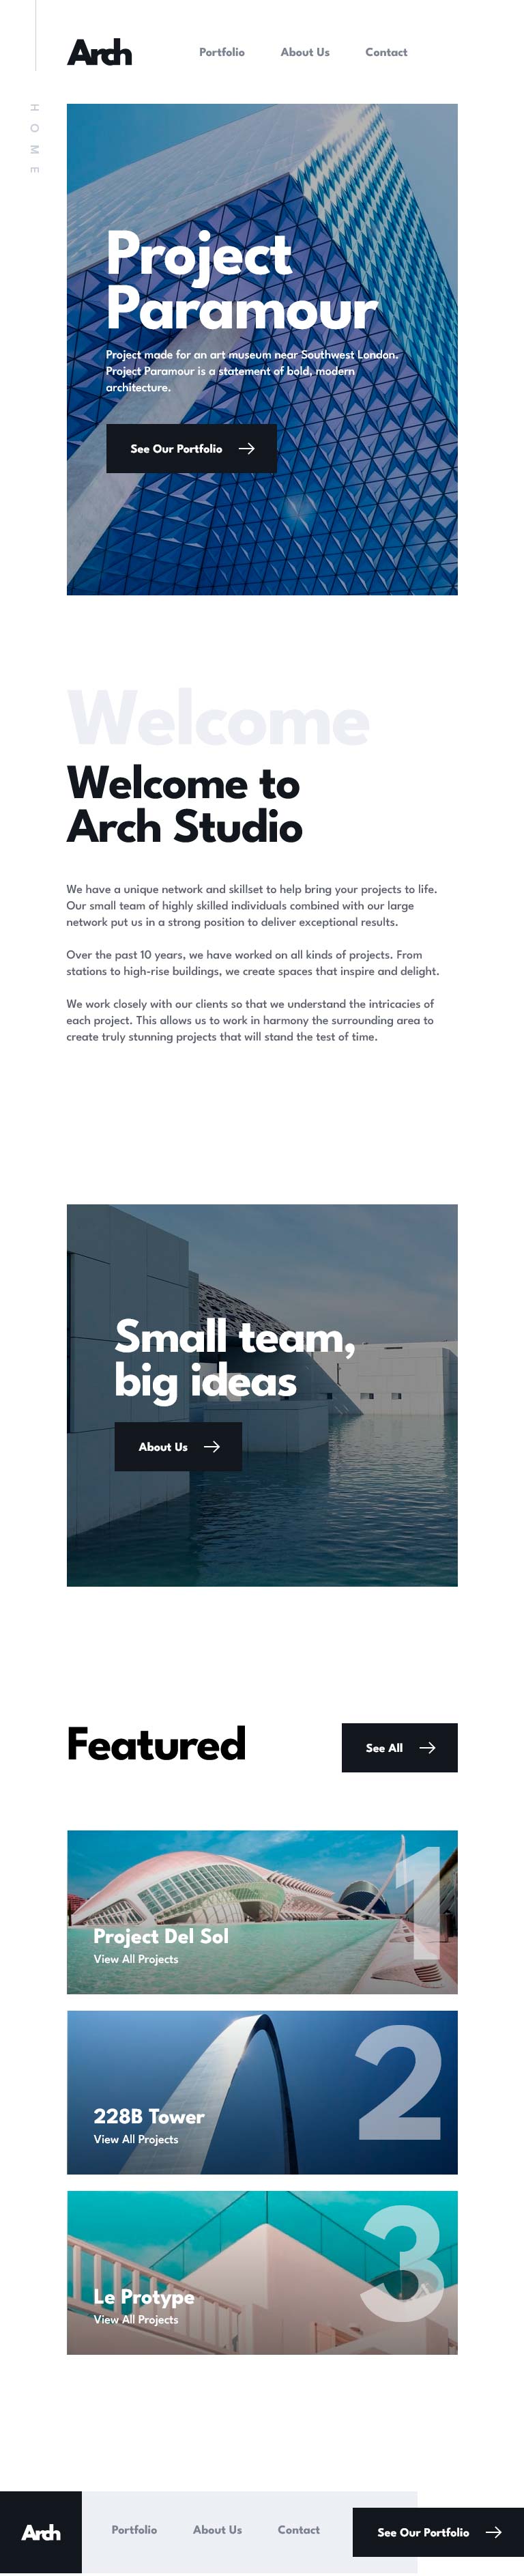 Arch
Portfolio About Us Contact
HOME
Project
Paramour
Project made for an art museum near Southwest London.
Project Paramour is a statement of bold, modern
architecture.
See Our Portfolio
Welcome
Welcome to
Arch Studio
We have a unique network and skillset to help bring your projects to life.
Our small team of highly skilled individuals combined with our large
network put us in a strong position to deliver exceptional results.
Over the past 10 years, we have worked on all kinds of projects. From
stations to high-rise buildings, we create spaces that inspire and delight.
We work closely with our clients so that we understand the intricacies of
each project. This allows us to work in harmony the surrounding area to
create truly stunning projects that will stand the test of time.
Small team,
big ideas
About Us
Featured
See All
1
Project Del Sol
View All Projects
2
228B Tower
View All Projects
3
Le Protype
View All Projects
Arch
Portfolio About Us Contact
See Our Portfolio